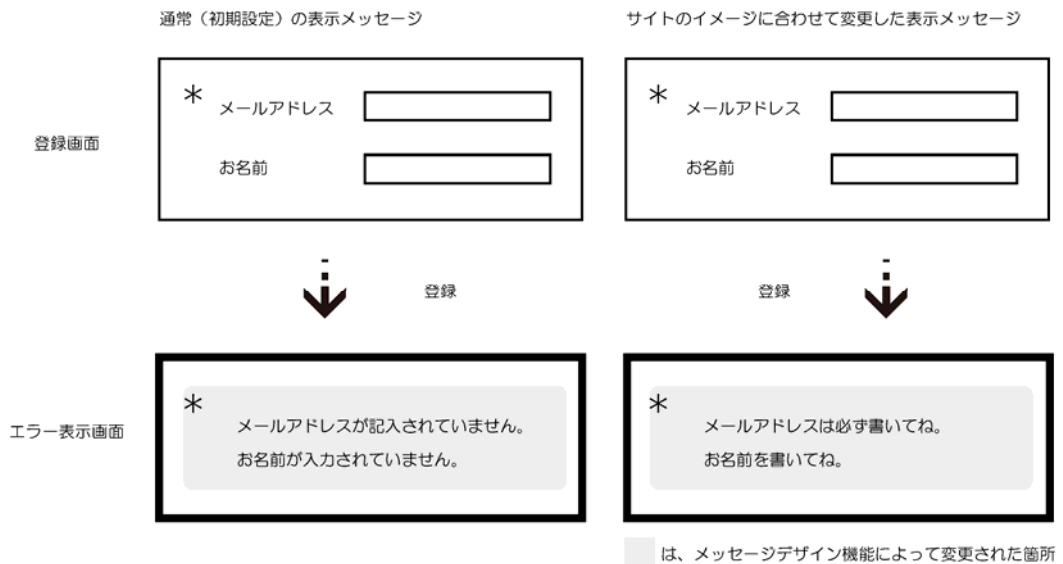 通常（初期設定）の表示メッセージ
サイトのイメージに合わせて変更した表示メッセージ
登録画面
* メールアドレス
お名前
* メールアドレス
お名前
登録
登録
エラー表示画面
* メールアドレスが記入されていません。
お名前が入力されていません。
* メールアドレスは必ず書いてね。
お名前を書いてね。
は、メッセージデザイン機能によって変更された箇所